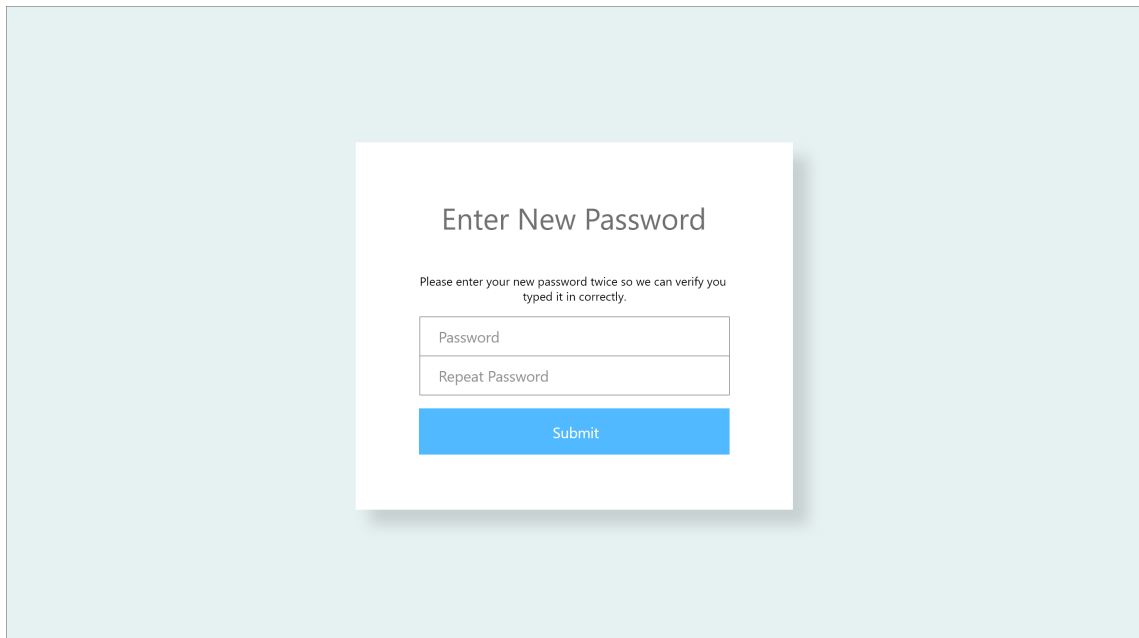 Enter New Password
Please enter your new password twice so we can verify you
typed it in correctly.
Password
Repeat Password
Submit